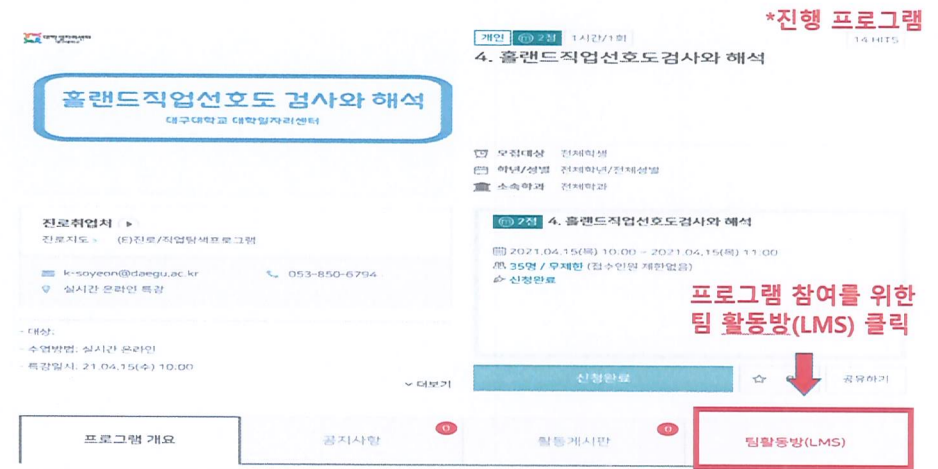 *진행 프로그램
대학일자리센터
홀랜드직업선호도 검사와 해석
대구대학교 대학일자리센터
진로취업처
진로지도 > (E)진로/직업탐색프로그램
k-soyeon@daegu.ac.kr 053-850-6794
실시간 온라인 특강
- 대상:
- 수업방법: 실시간 온라인
- 특강일시: 21.04.15(수) 10:00
더보기
개인 ⓜ 2점 1시간/1회 14 HITS
4. 홀랜드직업선호도검사와 해석
모집대상 전체학생
학년/성별 전체학년/전체성별
소속학과 전체학과
ⓜ 2점 4. 홀랜드직업선호도검사와 해석
2021.04.15(목) 10:00 ~ 2021.04.15(목) 11:00
35명 / 무제한 (접수인원 제한없음)
신청완료
프로그램 참여를 위한
팀 활동방(LMS) 클릭
신청완료 공유하기
프로그램 개요
공지사항 0
활동게시판 0
팀활동방(LMS)